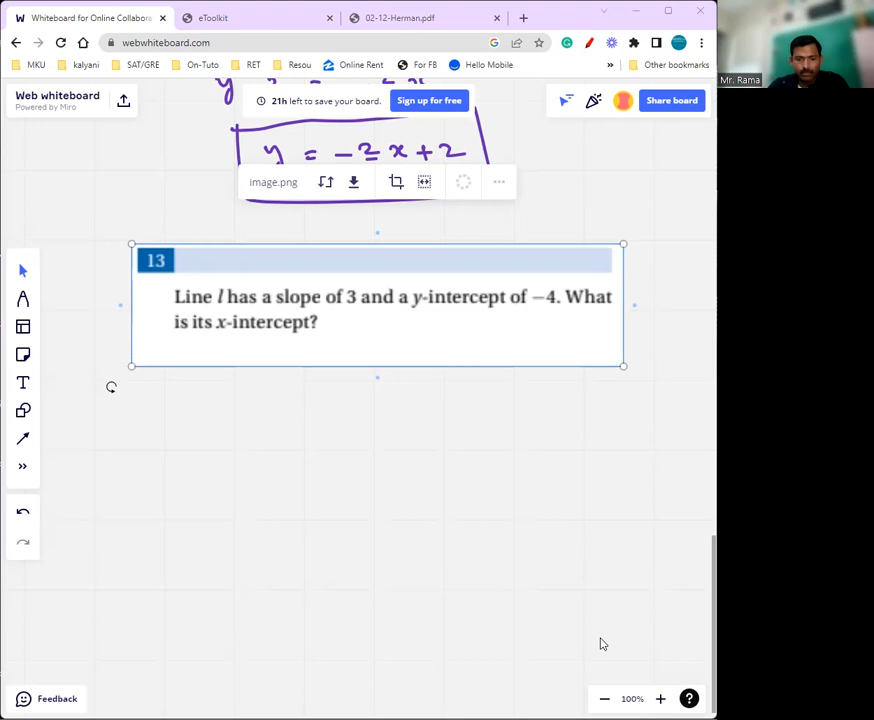 Whiteboard for Online Collabora
eToolkit
02-12-Herman.pdf
webwhiteboard.com
MKU
kalyani
SAT/GRE
On-Tuto
RET
Resou
Online Rent
For FB
Hello Mobile
»
Other bookmarks
Mr. Rama
Web whiteboard
Powered by Miro
21h left to save your board.
Sign up for free
Share board
y = -2x + 2
image.png
13
Line l has a slope of 3 and a y-intercept of −4. What
is its x-intercept?
T
Feedback
100%